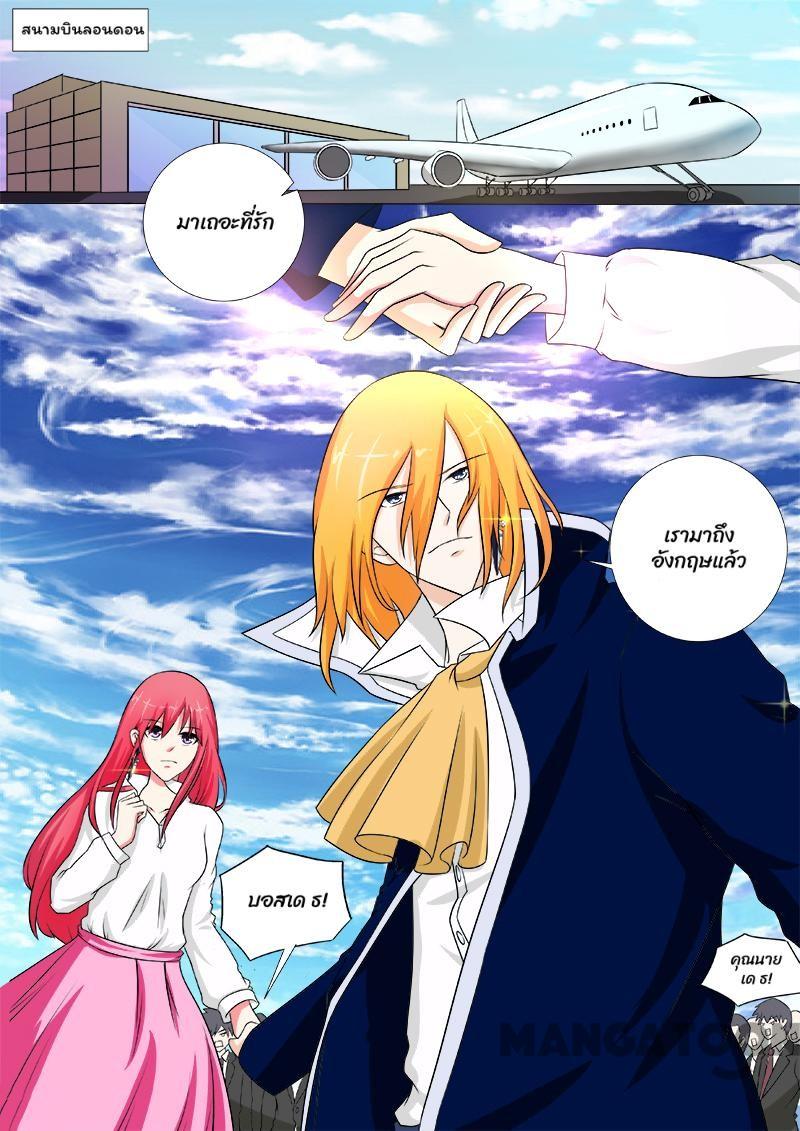 สนามบินลอนดอน
มาเถอะที่รัก
เรามาถึง
อังกฤษแล้ว
บอสเด ธ!
คุณนาย
เด ธ!
MANGATOON